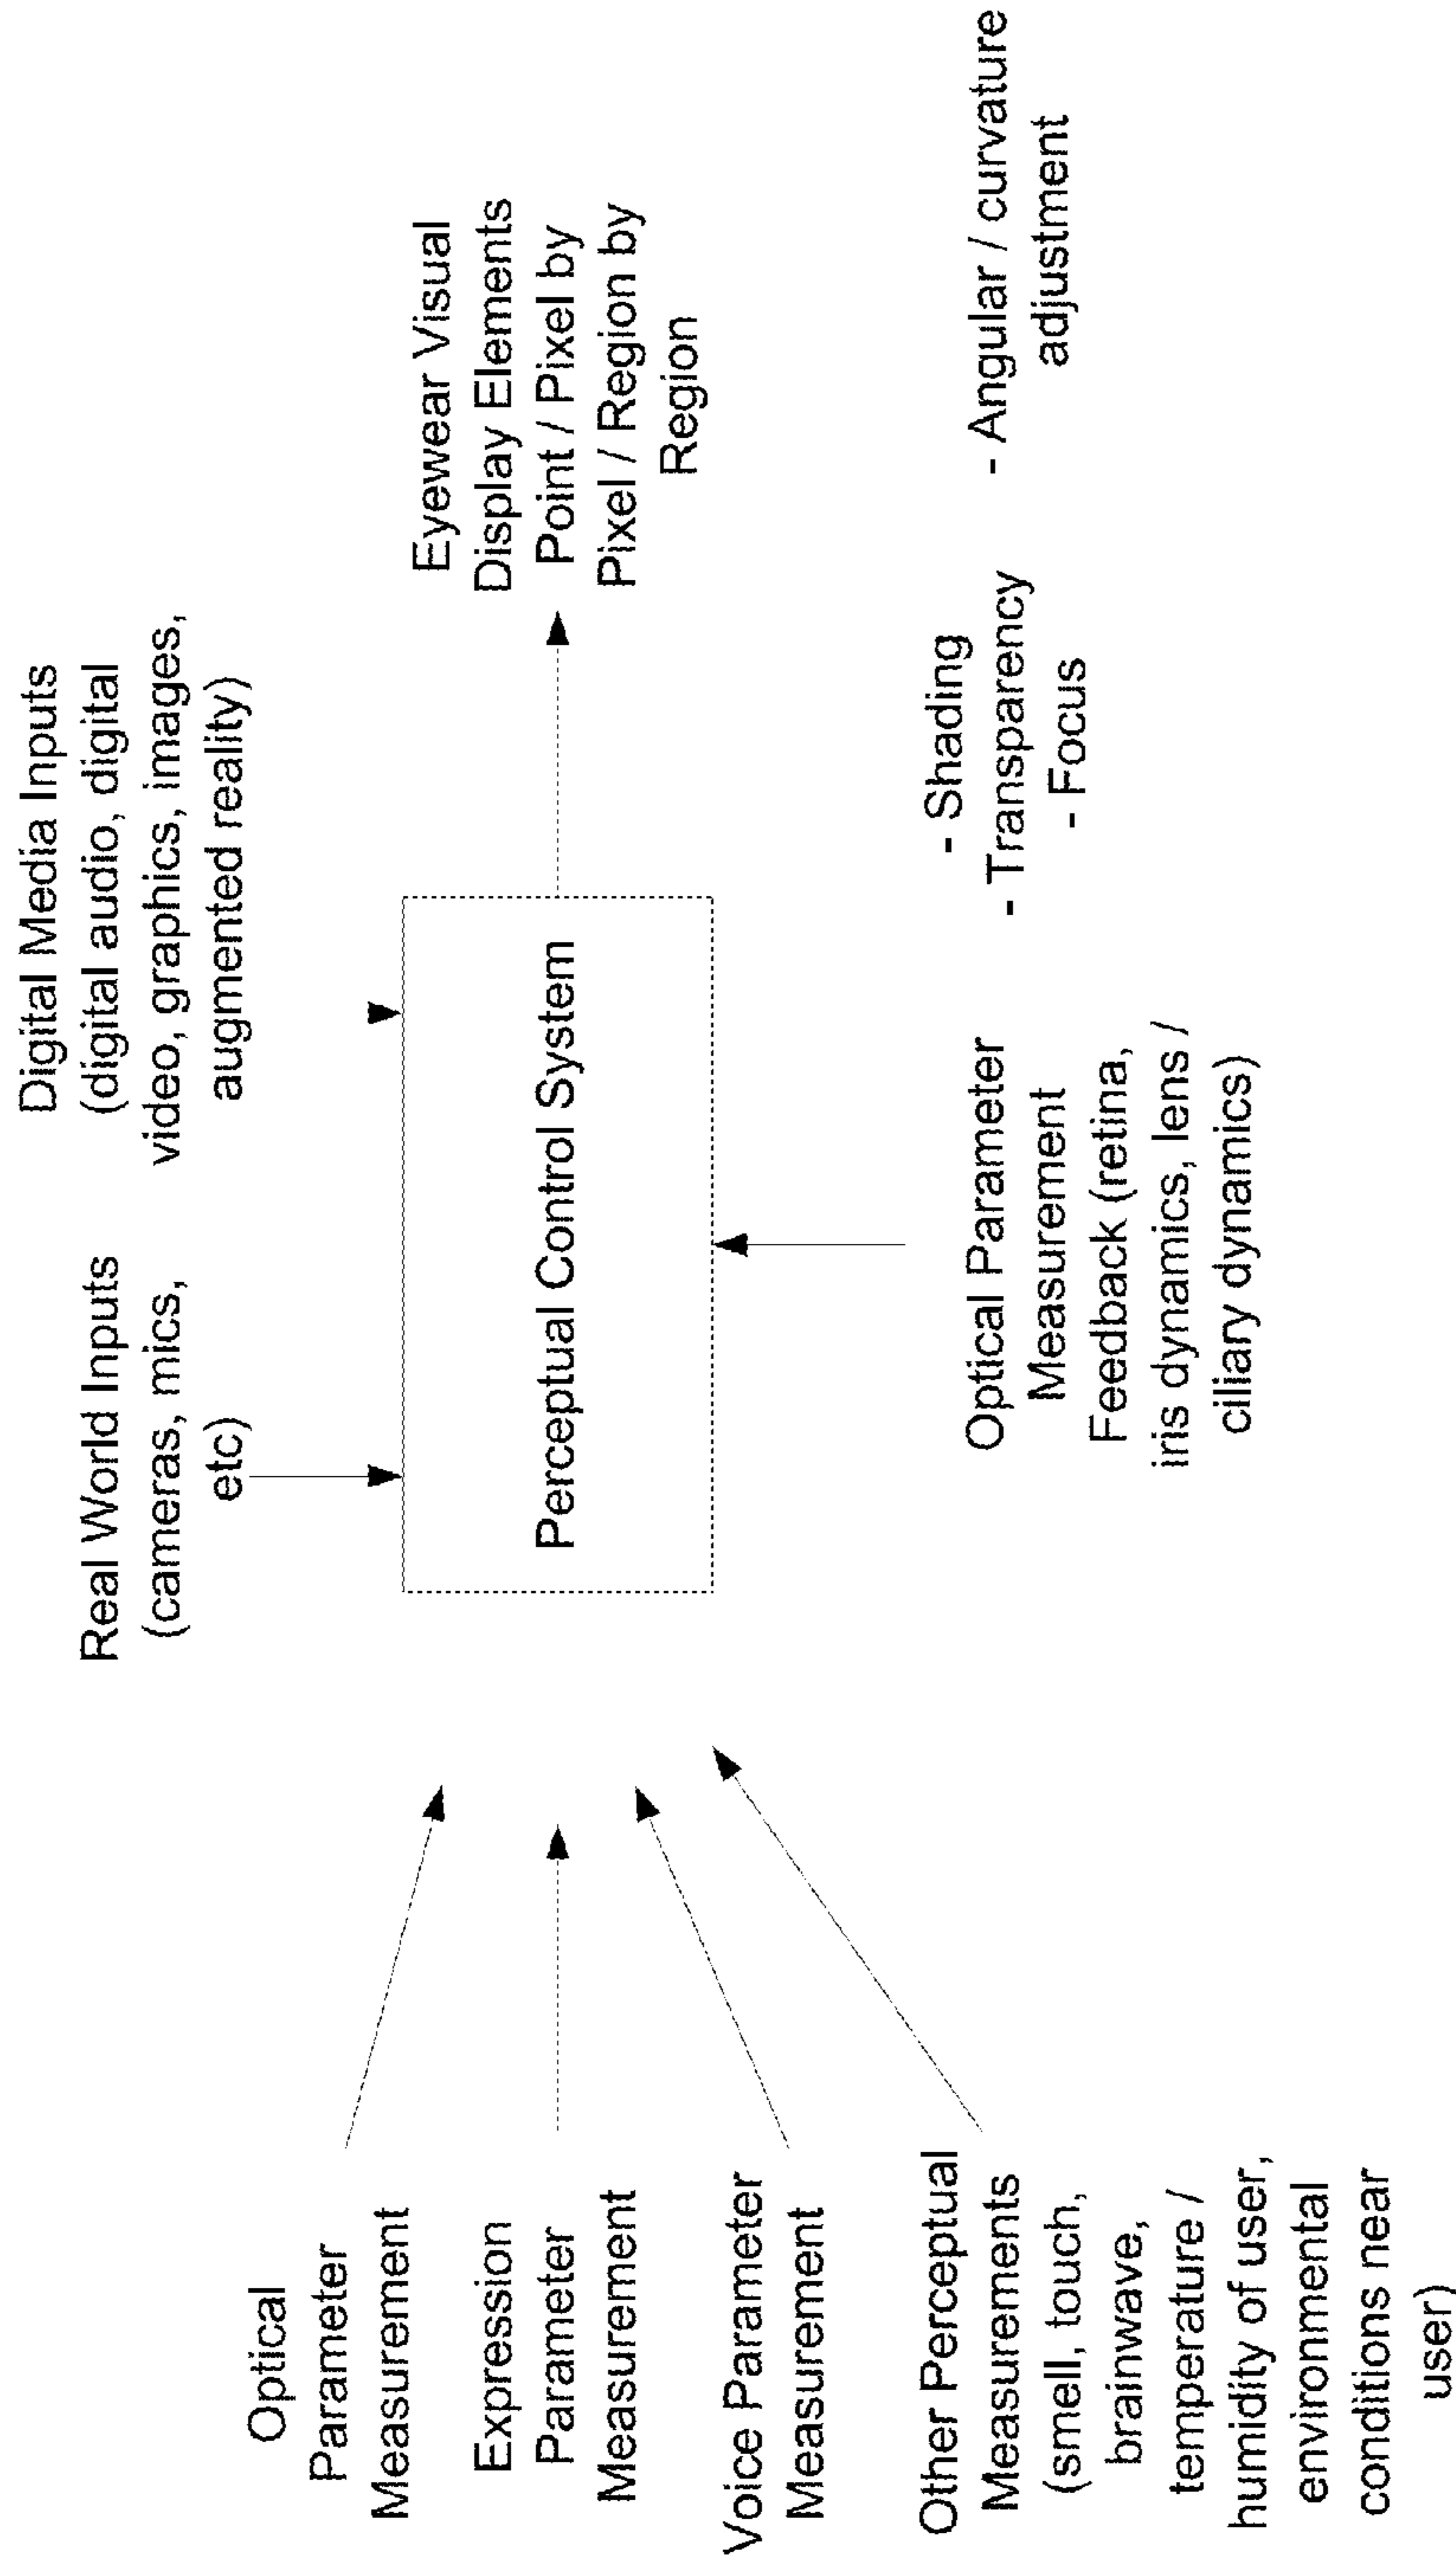 Real World Inputs
(cameras, mics,
etc)
Digital Media Inputs
(digital audio, digital
video, graphics, images,
augmented reality)
Optical
Parameter
Measurement
Expression
Parameter
Measurement
Voice Parameter
Measurement
Other Perceptual
Measurements
(smell, touch,
brainwave,
temperature /
humidity of user,
environmental
conditions near
user)
Perceptual Control System
Eyewear Visual
Display Elements
Point / Pixel by
Pixel / Region by
Region
Optical Parameter
Measurement
Feedback (retina,
iris dynamics, lens /
ciliary dynamics)
- Shading
- Transparency
- Focus
- Angular / curvature
adjustment